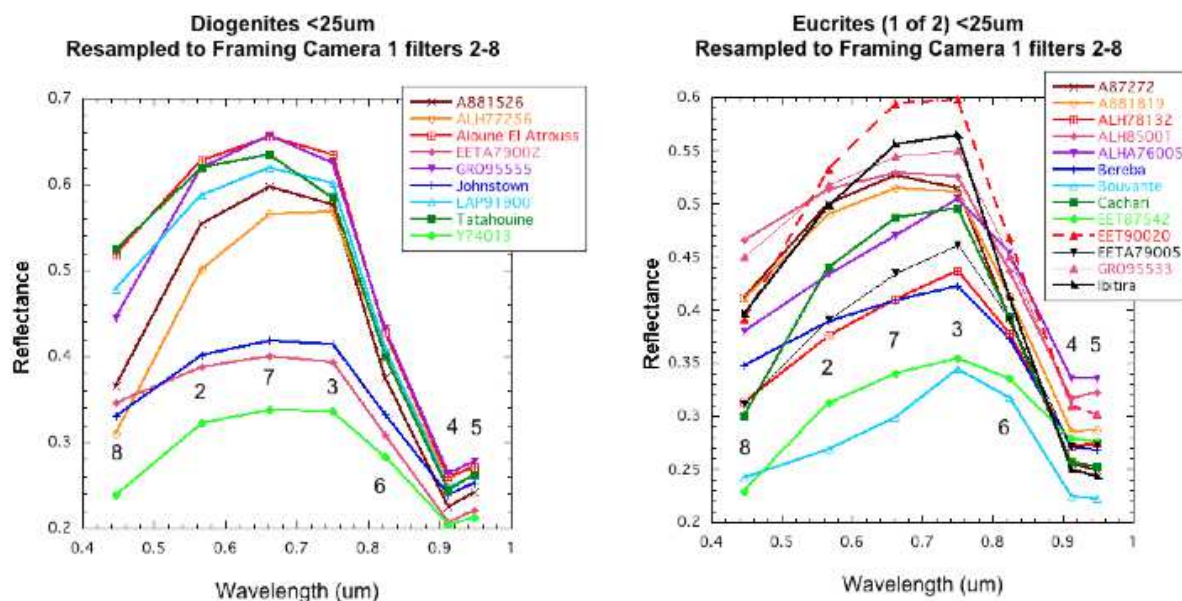 Diogenites <25um
Resampled to Framing Camera 1 filters 2-8
0.7
0.6
0.5
0.4
0.3
0.2
Reflectance
A881526
ALH77256
Aioune El Atrouss
EETA79002
GRO95555
Johnstown
LAP91900
Tatahouine
Y74013
8
2
7
3
6
4
5
0.4
0.5
0.6
0.7
0.8
0.9
1
Wavelength (um)
Eucrites (1 of 2) <25um
Resampled to Framing Camera 1 filters 2-8
0.6
0.55
0.5
0.45
0.4
0.35
0.3
0.25
0.2
Reflectance
A87272
A881819
ALH78132
ALH85001
ALHA76005
Bereba
Bouvante
Cachari
EET87542
EET90020
EETA79005
GRO95533
Ibitira
8
2
7
3
6
4
5
0.4
0.5
0.6
0.7
0.8
0.9
1
Wavelength (um)